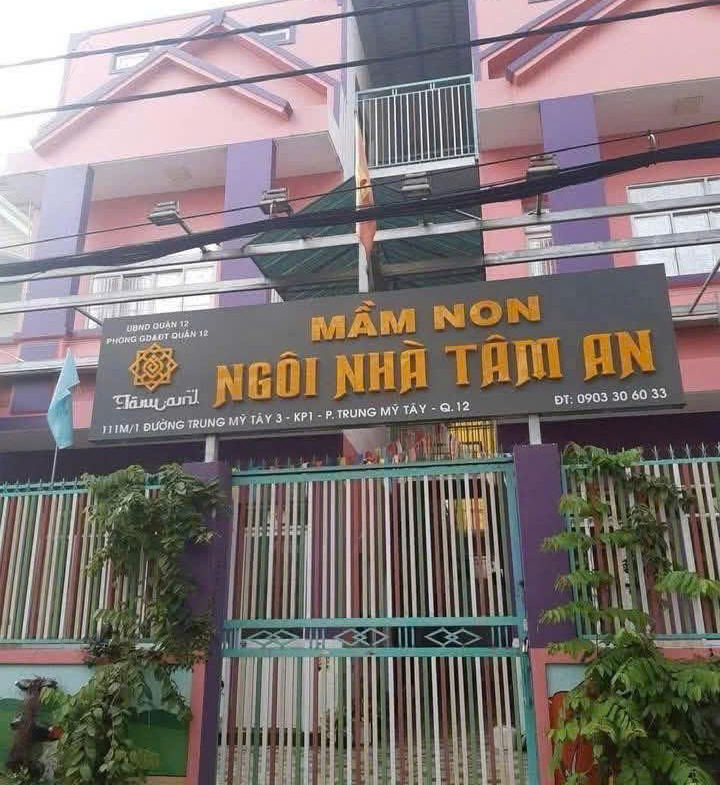 UBND QUẬN 12
PHÒNG GD&ĐT QUẬN 12
MẦM NON
NGÔI NHÀ TÂM AN
Tâm an
111M/1 ĐƯỜNG TRUNG MỸ TÂY 3 - KP1 - P. TRUNG MỸ TÂY - Q.12
ĐT: 0903 30 60 33